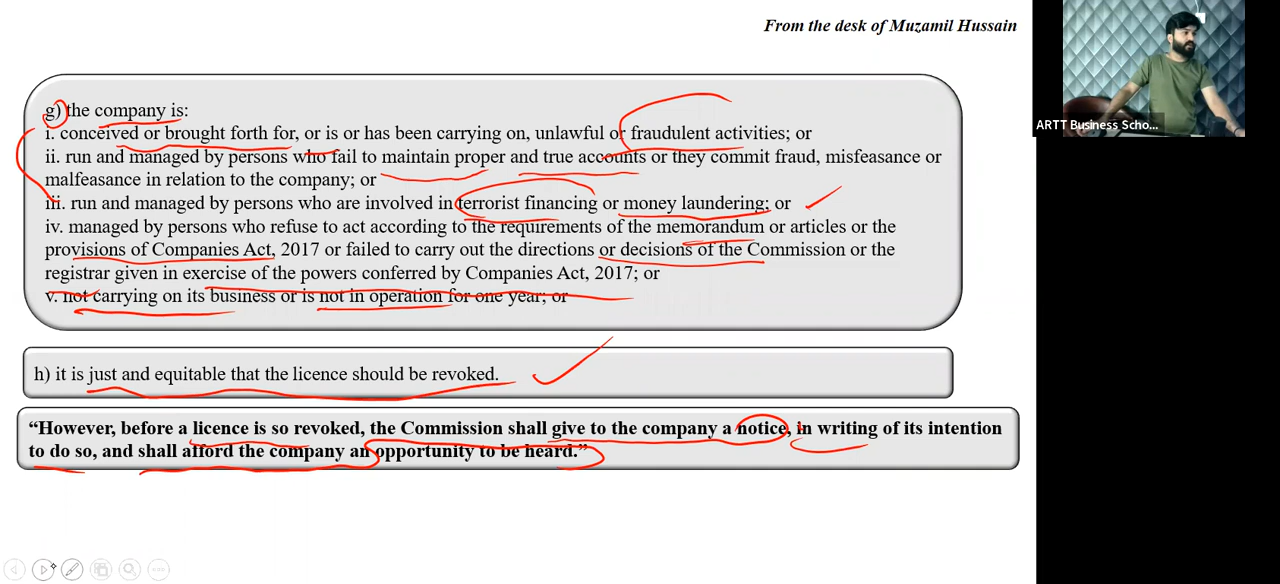 From the desk of Muzamil Hussain
ARTT Business Scho...
g) the company is:
i. conceived or brought forth for, or is or has been carrying on, unlawful or fraudulent activities; or
ii. run and managed by persons who fail to maintain proper and true accounts or they commit fraud, misfeasance or
malfeasance in relation to the company; or
iii. run and managed by persons who are involved in terrorist financing or money laundering; or
iv. managed by persons who refuse to act according to the requirements of the memorandum or articles or the
provisions of Companies Act, 2017 or failed to carry out the directions or decisions of the Commission or the
registrar given in exercise of the powers conferred by Companies Act, 2017; or
v. not carrying on its business or is not in operation for one year; or
h) it is just and equitable that the licence should be revoked.
“However, before a licence is so revoked, the Commission shall give to the company a notice, in writing of its intention
to do so, and shall afford the company an opportunity to be heard.”